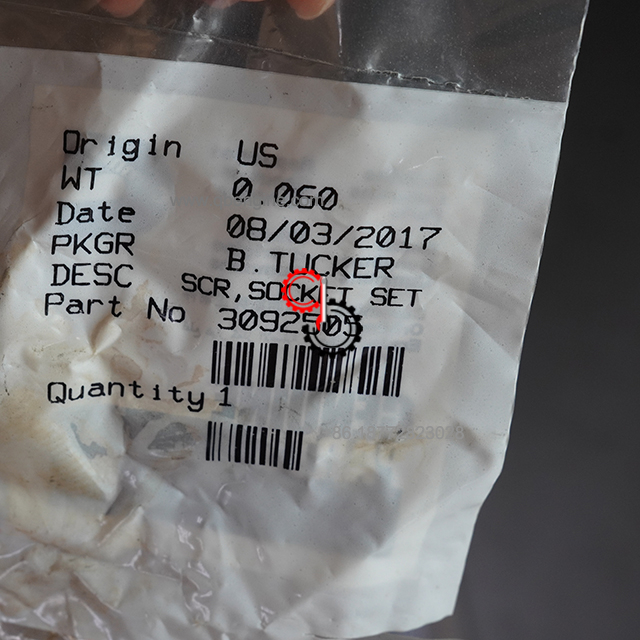 Origin US
WT 0.060
Date 08/03/2017
PKGR B.TUCKER
DESC SCR,SOCKET SET
Part No
Quantity 1